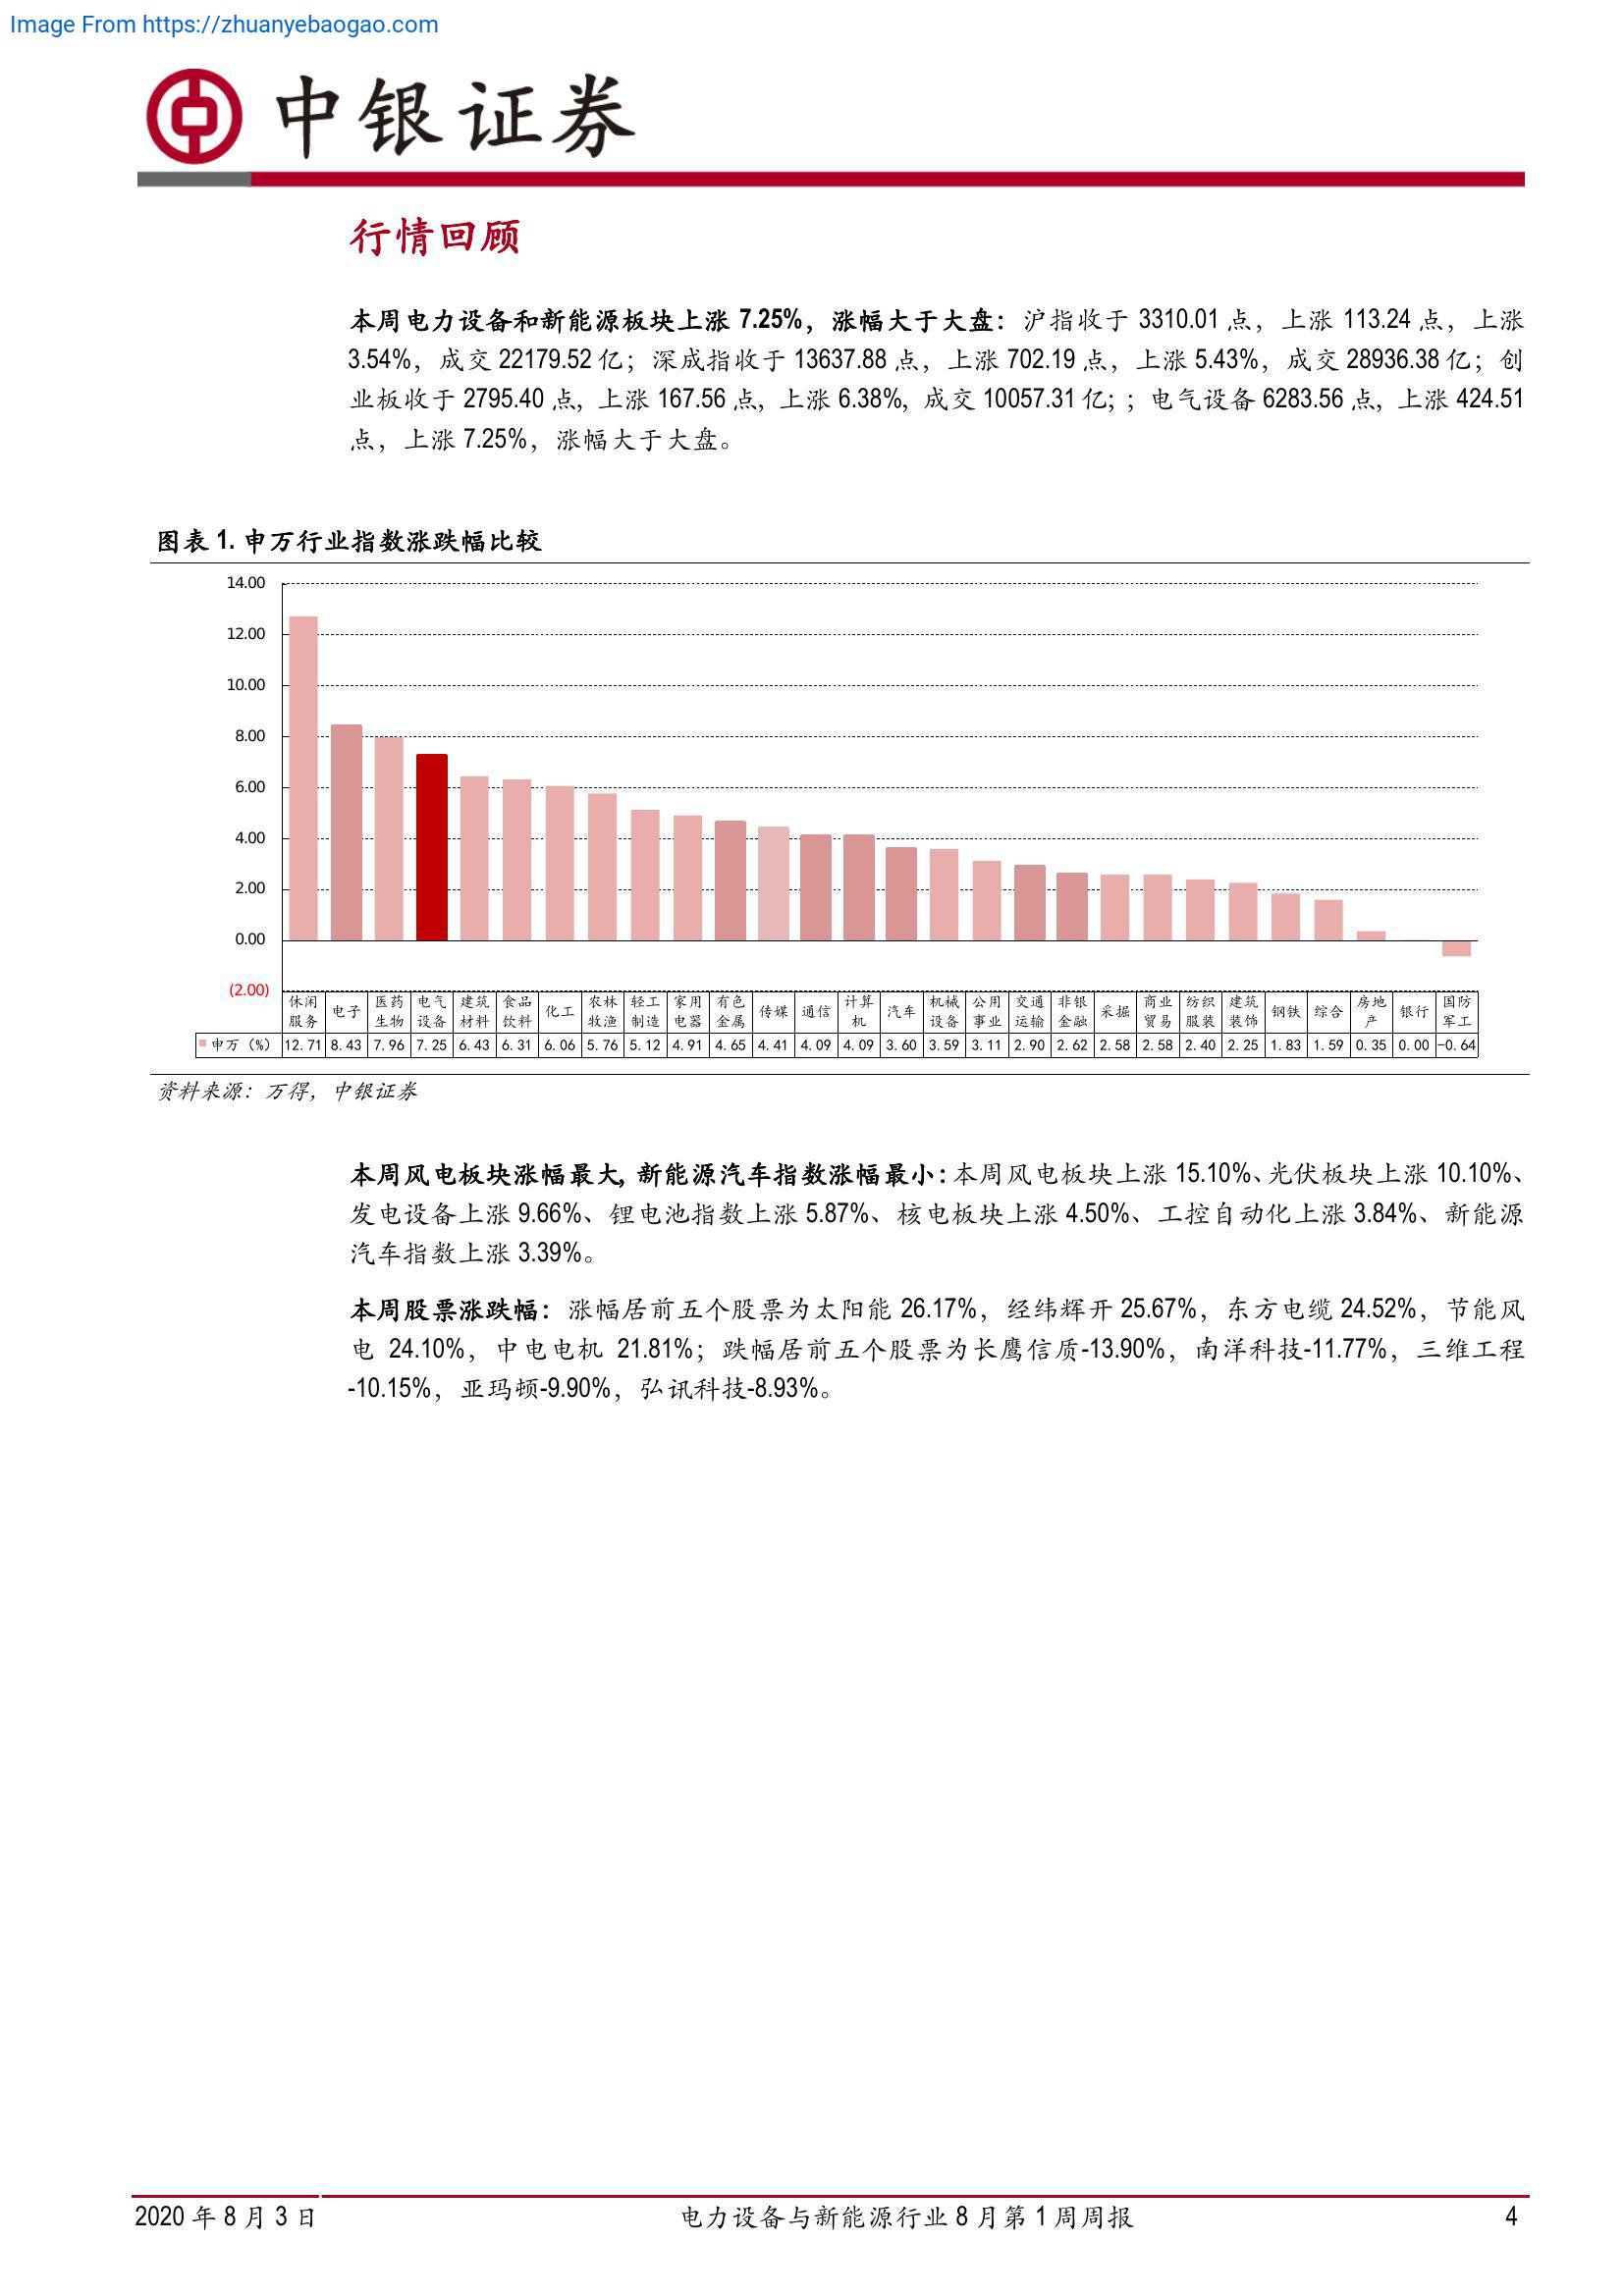 Image From https://zhuanyebaogao.com
中银证券
行情回顾
本周电力设备和新能源板块上涨 7.25%，涨幅大于大盘：沪指收于 3310.01 点，上涨 113.24 点，上涨
3.54%，成交 22179.52 亿；深成指收于 13637.88 点，上涨 702.19 点，上涨 5.43%，成交 28936.38 亿；创
业板收于 2795.40 点，上涨 167.56 点，上涨 6.38%，成交 10057.31 亿；；电气设备 6283.56 点，上涨 424.51
点，上涨 7.25%，涨幅大于大盘。
图表 1. 申万行业指数涨跌幅比较
14.00
12.00
10.00
8.00
6.00
4.00
2.00
0.00
(2.00)
休闲服务 电子 医药生物 电气设备 建筑材料 食品饮料 化工 农林牧渔 轻工制造 家用电器 有色金属 传媒 通信 计算机 汽车 机械设备 公用事业 交通运输 非银金融 采掘 商业贸易 纺织服装 建筑装饰 钢铁 综合 房地产 银行 国防军工
申万（%） 12.71 8.43 7.96 7.25 6.43 6.31 6.06 5.76 5.12 4.91 4.65 4.41 4.09 4.09 3.60 3.59 3.11 2.90 2.62 2.58 2.58 2.40 2.25 1.83 1.59 0.35 0.00 -0.64
资料来源：万得，中银证券
本周风电板块涨幅最大，新能源汽车指数涨幅最小：本周风电板块上涨 15.10%、光伏板块上涨 10.10%、
发电设备上涨 9.66%、锂电池指数上涨 5.87%、核电板块上涨 4.50%、工控自动化上涨 3.84%、新能源
汽车指数上涨 3.39%。
本周股票涨跌幅：涨幅居前五个股票为太阳能 26.17%，经纬辉开 25.67%，东方电缆 24.52%，节能风
电 24.10%，中电电机 21.81%；跌幅居前五个股票为长鹰信质-13.90%，南洋科技-11.77%，三维工程
-10.15%，亚玛顿-9.90%，弘讯科技-8.93%。
2020 年 8 月 3 日
电力设备与新能源行业 8 月第 1 周周报
4